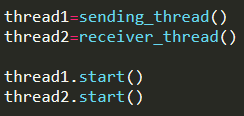 thread1=sending_thread()
thread2=receiver_thread()
thread1.start()
thread2.start()